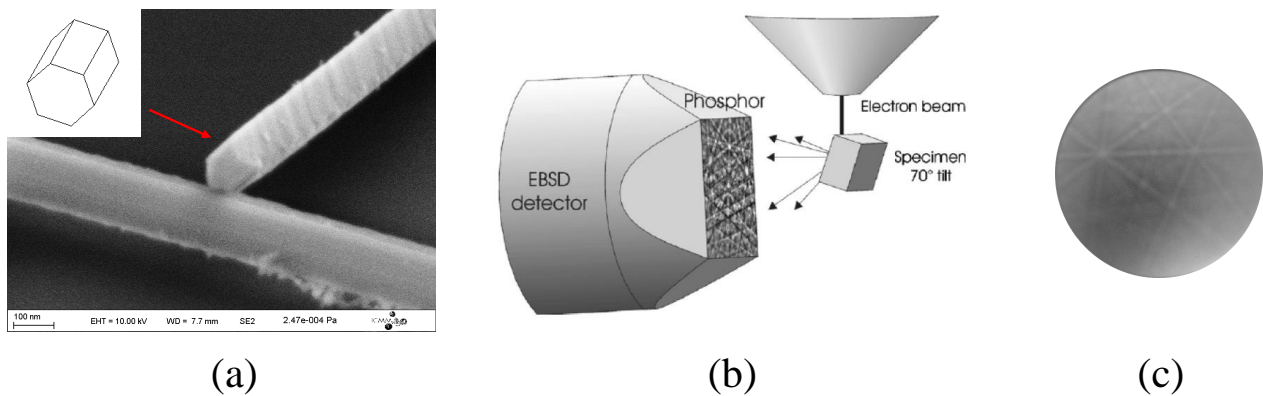 100 nm
EHT = 10.00 kV
WD = 7.7 mm
SE2
2.47e-004 Pa
Phosphor
Electron beam
EBSD
detector
Specimen
70° tilt
(a)
(b)
(c)